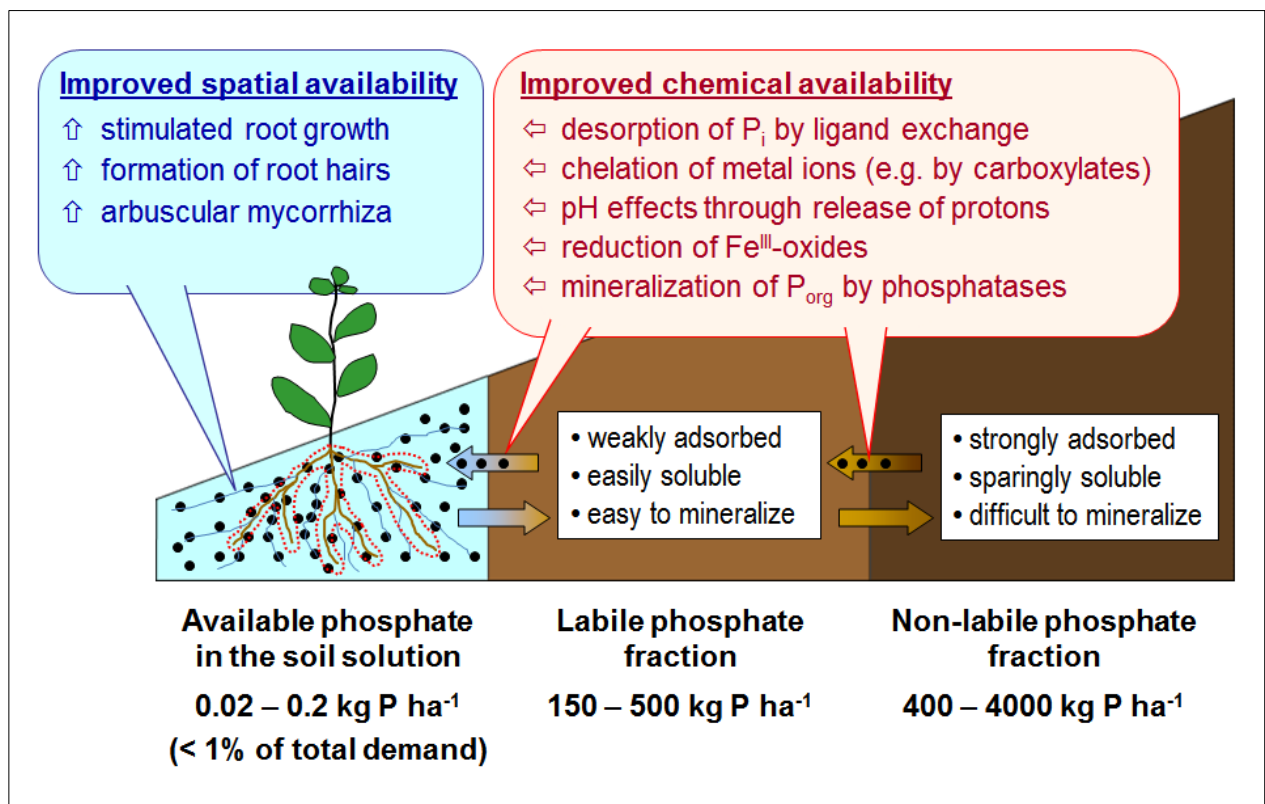 Improved spatial availability
⇧ stimulated root growth
⇧ formation of root hairs
⇧ arbuscular mycorrhiza
Improved chemical availability
⇦ desorption of Pi by ligand exchange
⇦ chelation of metal ions (e.g. by carboxylates)
⇦ pH effects through release of protons
⇦ reduction of FeIII-oxides
⇦ mineralization of Porg by phosphatases
• weakly adsorbed
• easily soluble
• easy to mineralize
• strongly adsorbed
• sparingly soluble
• difficult to mineralize
Available phosphate
in the soil solution
0.02 – 0.2 kg P ha-1
(< 1% of total demand)
Labile phosphate
fraction
150 – 500 kg P ha-1
Non-labile phosphate
fraction
400 – 4000 kg P ha-1